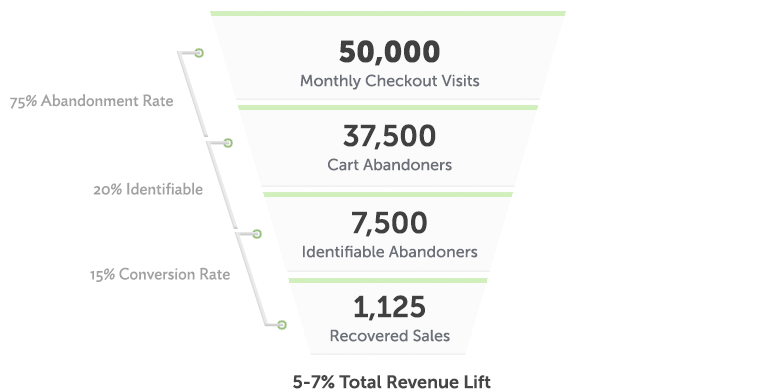 50,000
Monthly Checkout Visits
75% Abandonment Rate
37,500
Cart Abandoners
20% Identifiable
7,500
Identifiable Abandoners
15% Conversion Rate
1,125
Recovered Sales
5-7% Total Revenue Lift